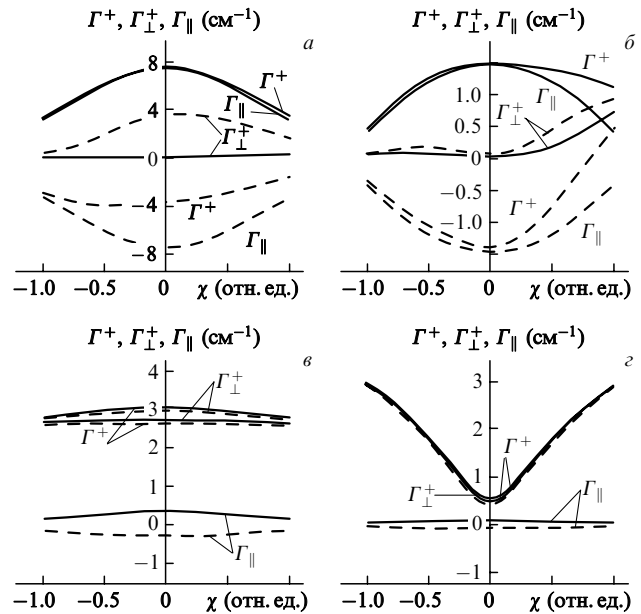 Γ⁺, Γ⊥⁺, Γ∥ (см⁻¹)
а
8
4
0
−4
−8
Γ⁺
Γ∥
Γ⊥⁺
Γ⁺
Γ∥
−1.0 −0.5 0 χ (отн. ед.)
Γ⁺, Γ⊥⁺, Γ∥ (см⁻¹)
б
1.0
0.5
0
−0.5
−1.0
Γ⁺
Γ∥
Γ⊥⁺
Γ⁺
Γ∥
−1.0 −0.5 0 χ (отн. ед.)
Γ⁺, Γ⊥⁺, Γ∥ (см⁻¹)
в
4
3
2
1
0
−1
Γ⊥⁺
Γ⁺
Γ∥
−1.0 −0.5 0 χ (отн. ед.)
Γ⁺, Γ⊥⁺, Γ∥ (см⁻¹)
г
3
2
1
0
−1
Γ⊥⁺
Γ⁺
Γ∥
−1.0 −0.5 0 χ (отн. ед.)